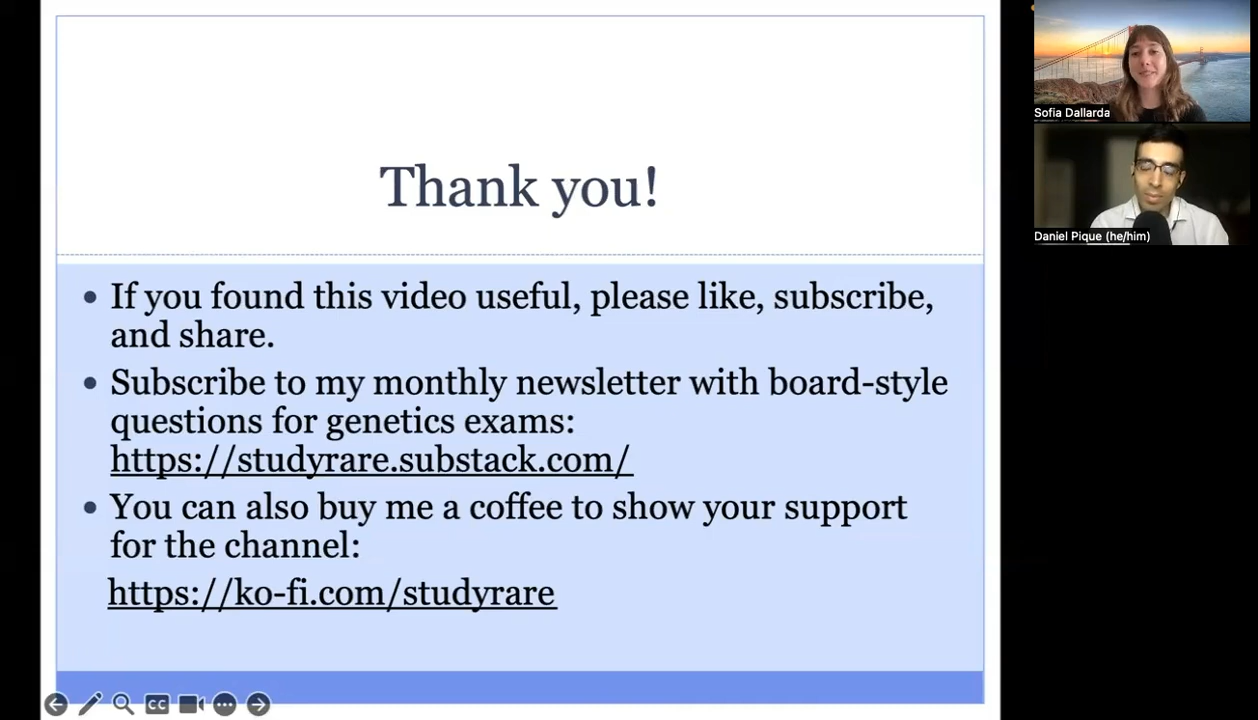 Thank you!
• If you found this video useful, please like, subscribe,
and share.
• Subscribe to my monthly newsletter with board-style
questions for genetics exams:
https://studyrare.substack.com/
• You can also buy me a coffee to show your support
for the channel:
https://ko-fi.com/studyrare
CC
Sofia Dallarda
Daniel Pique (he/him)